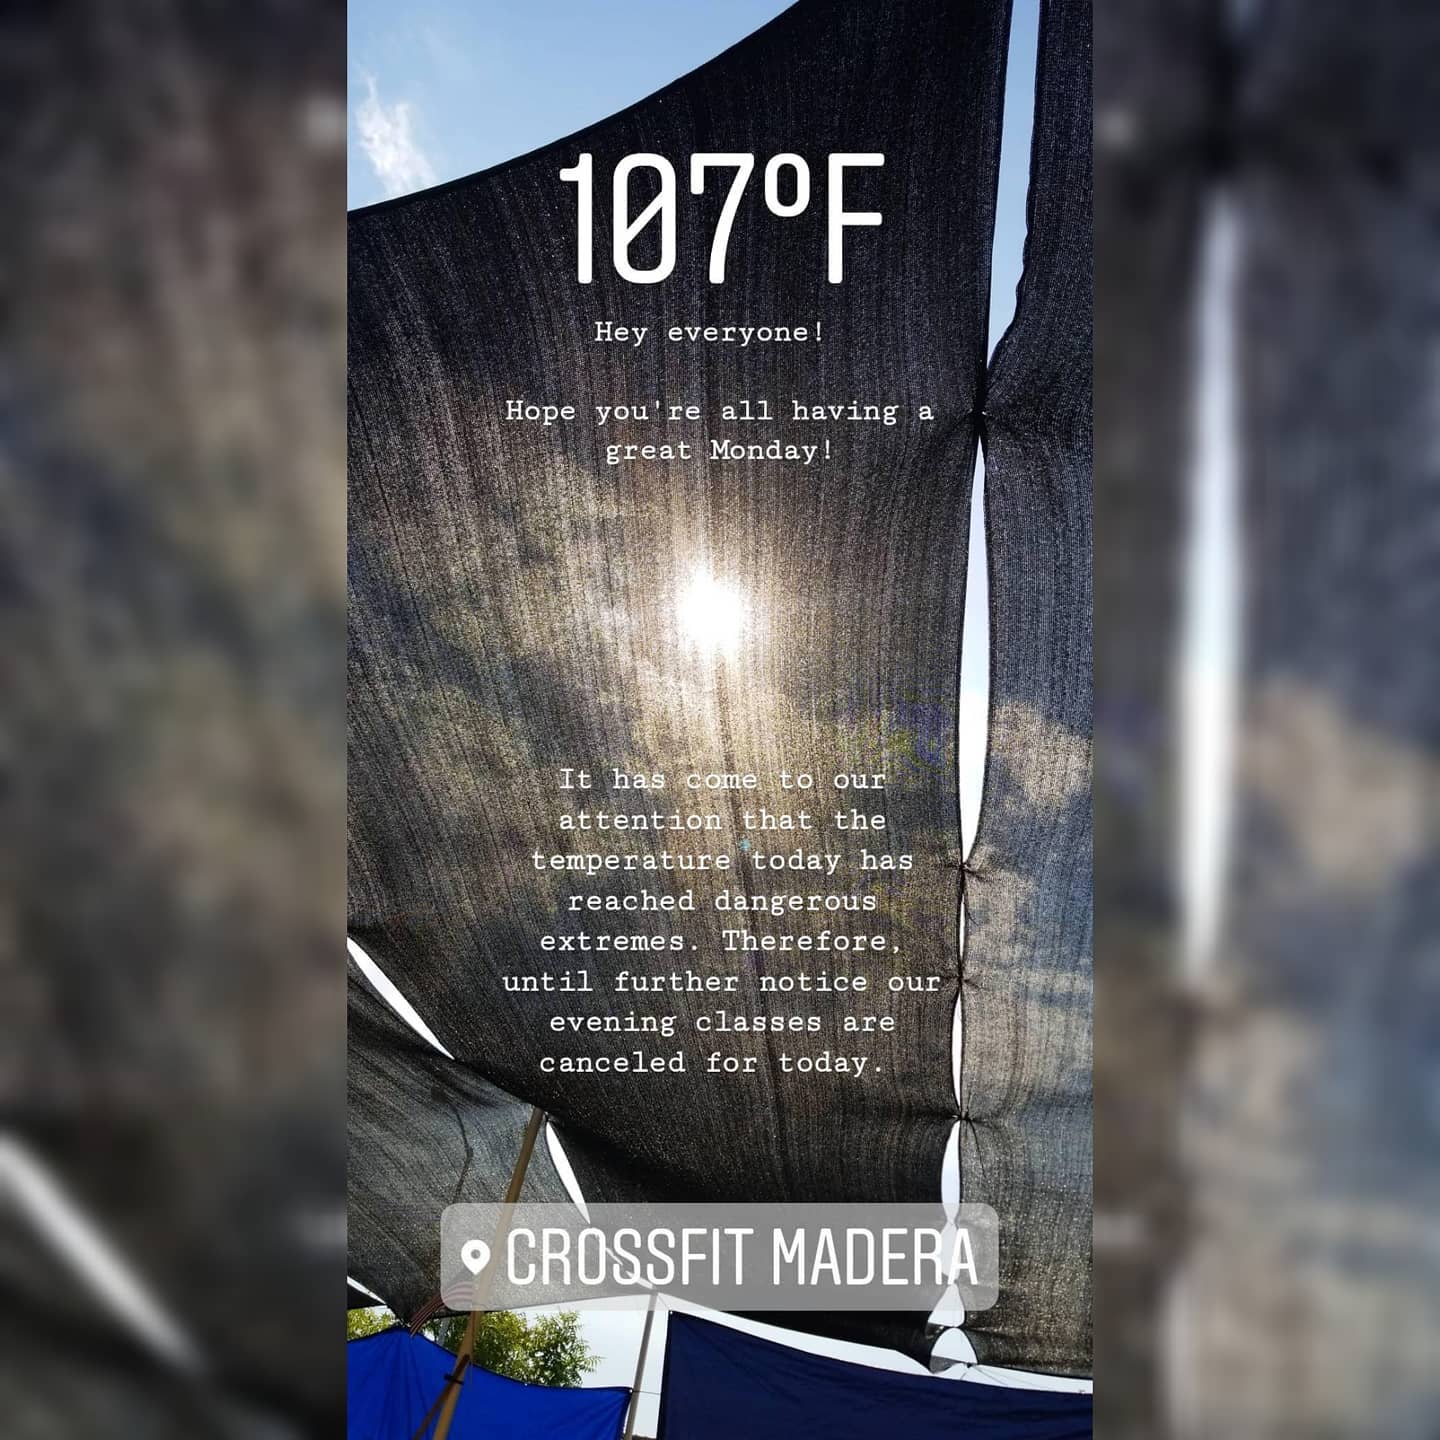 107°F
Hey everyone!
Hope you're all having a
great Monday!
It has come to our
attention that the
temperature today has
reached dangerous
extremes. Therefore,
until further notice our
evening classes are
canceled for today.
CROSSFIT MADERA